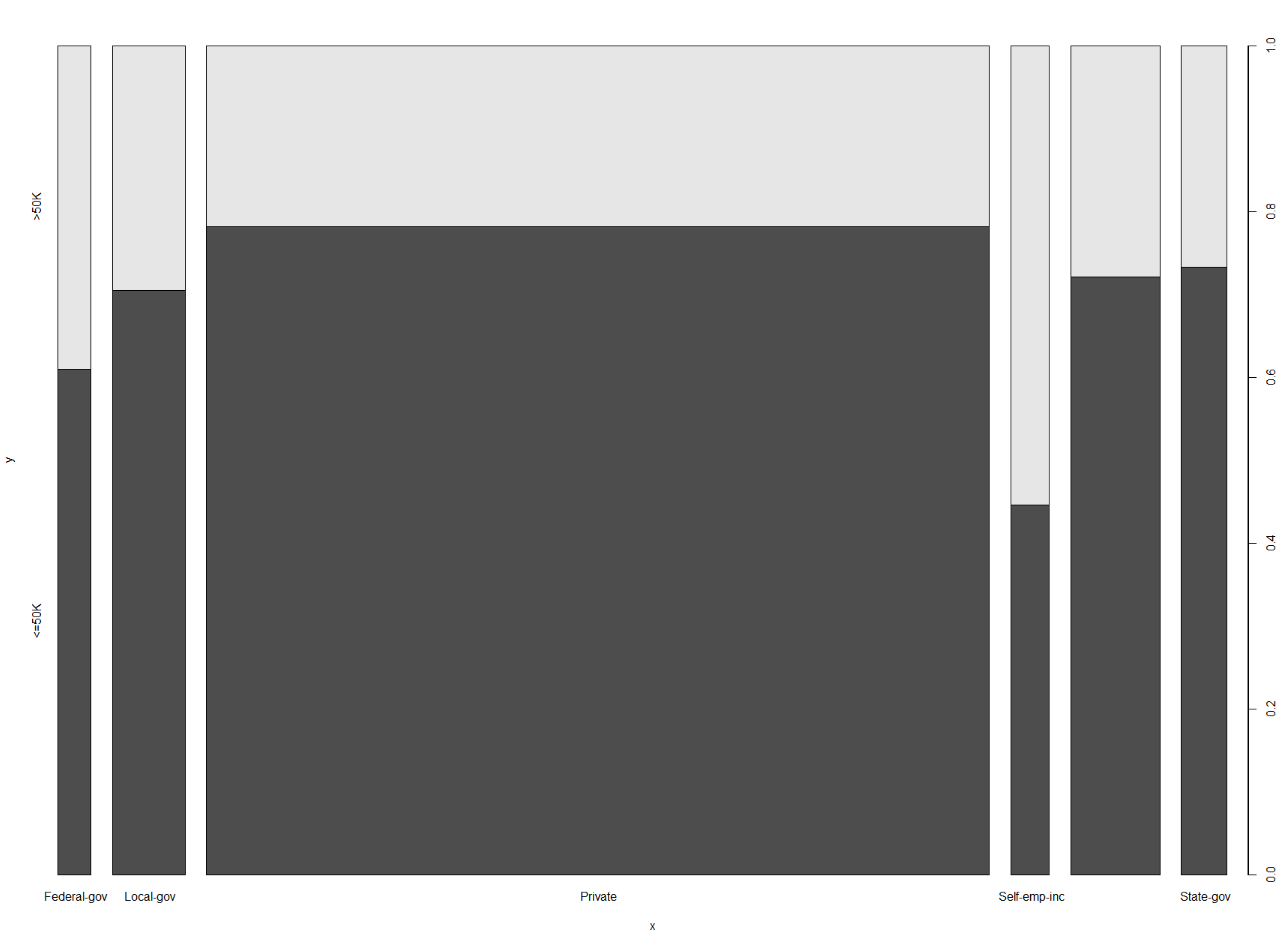 >50K
<=50K
y
1.0
0.8
0.6
0.4
0.2
0.0
Federal-gov
Local-gov
Private
Self-emp-inc
State-gov
x